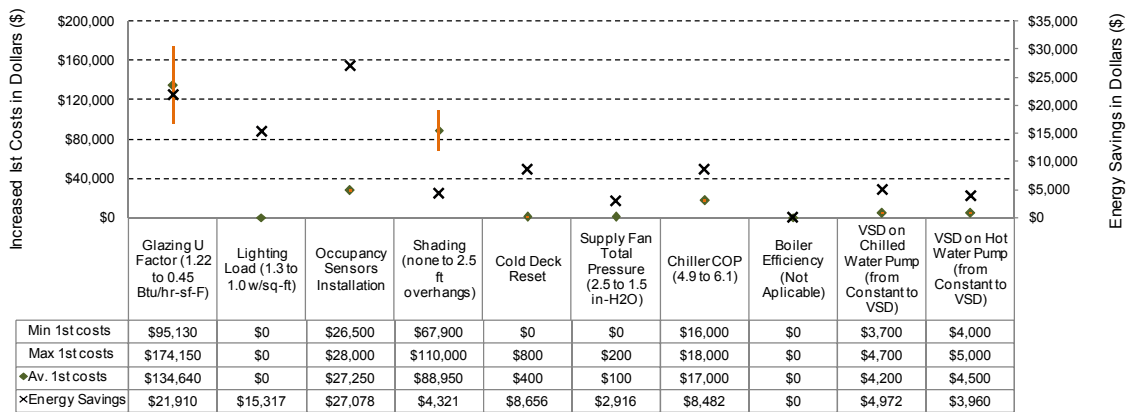 Increased Ist Costs in Dollars ($)
$200,000
$160,000
$120,000
$80,000
$40,000
$0
$35,000
$30,000
$25,000
$20,000
$15,000
$10,000
$5,000
$0
Energy Savings in Dollars ($)
Glazing U
Factor (1.22
to 0.45
Btu/hr-sf-F)
Lighting
Load (1.3 to
1.0 w/sq-ft)
Occupancy
Sensors
Installation
Shading
(none to 2.5
ft
overhangs)
Cold Deck
Reset
Supply Fan
Total
Pressure
(2.5 to 1.5
in-H2O)
Chiller COP
(4.9 to 6.1)
Boiler
Efficiency
(Not
Aplicable)
VSD on
Chilled
Water Pump
(from
Constant to
VSD)
VSD on Hot
Water Pump
(from
Constant to
VSD)
Min 1st costs $95,130 $0 $26,500 $67,900 $0 $0 $16,000 $0 $3,700 $4,000
Max 1st costs $174,150 $0 $28,000 $110,000 $800 $200 $18,000 $0 $4,700 $5,000
Av. 1st costs $134,640 $0 $27,250 $88,950 $400 $100 $17,000 $0 $4,200 $4,500
Energy Savings $21,910 $15,317 $27,078 $4,321 $8,656 $2,916 $8,482 $0 $4,972 $3,960